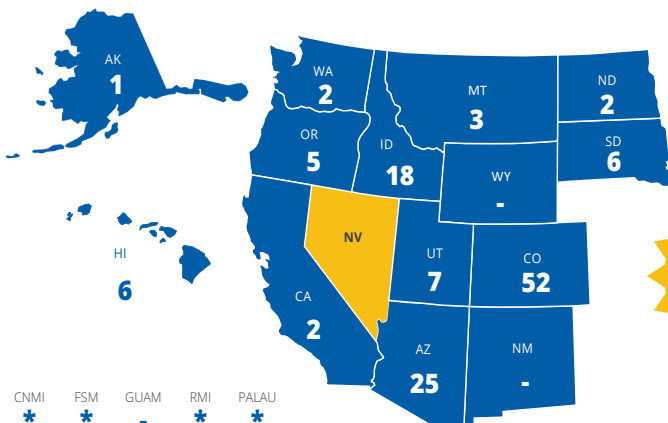 AK
1
WA
2
MT
3
ND
2
OR
5
ID
18
SD
6
WY
-
NV
HI
6
UT
7
CO
52
CA
2
AZ
25
NM
-
CNMI FSM GUAM RMI PALAU
* * - * *